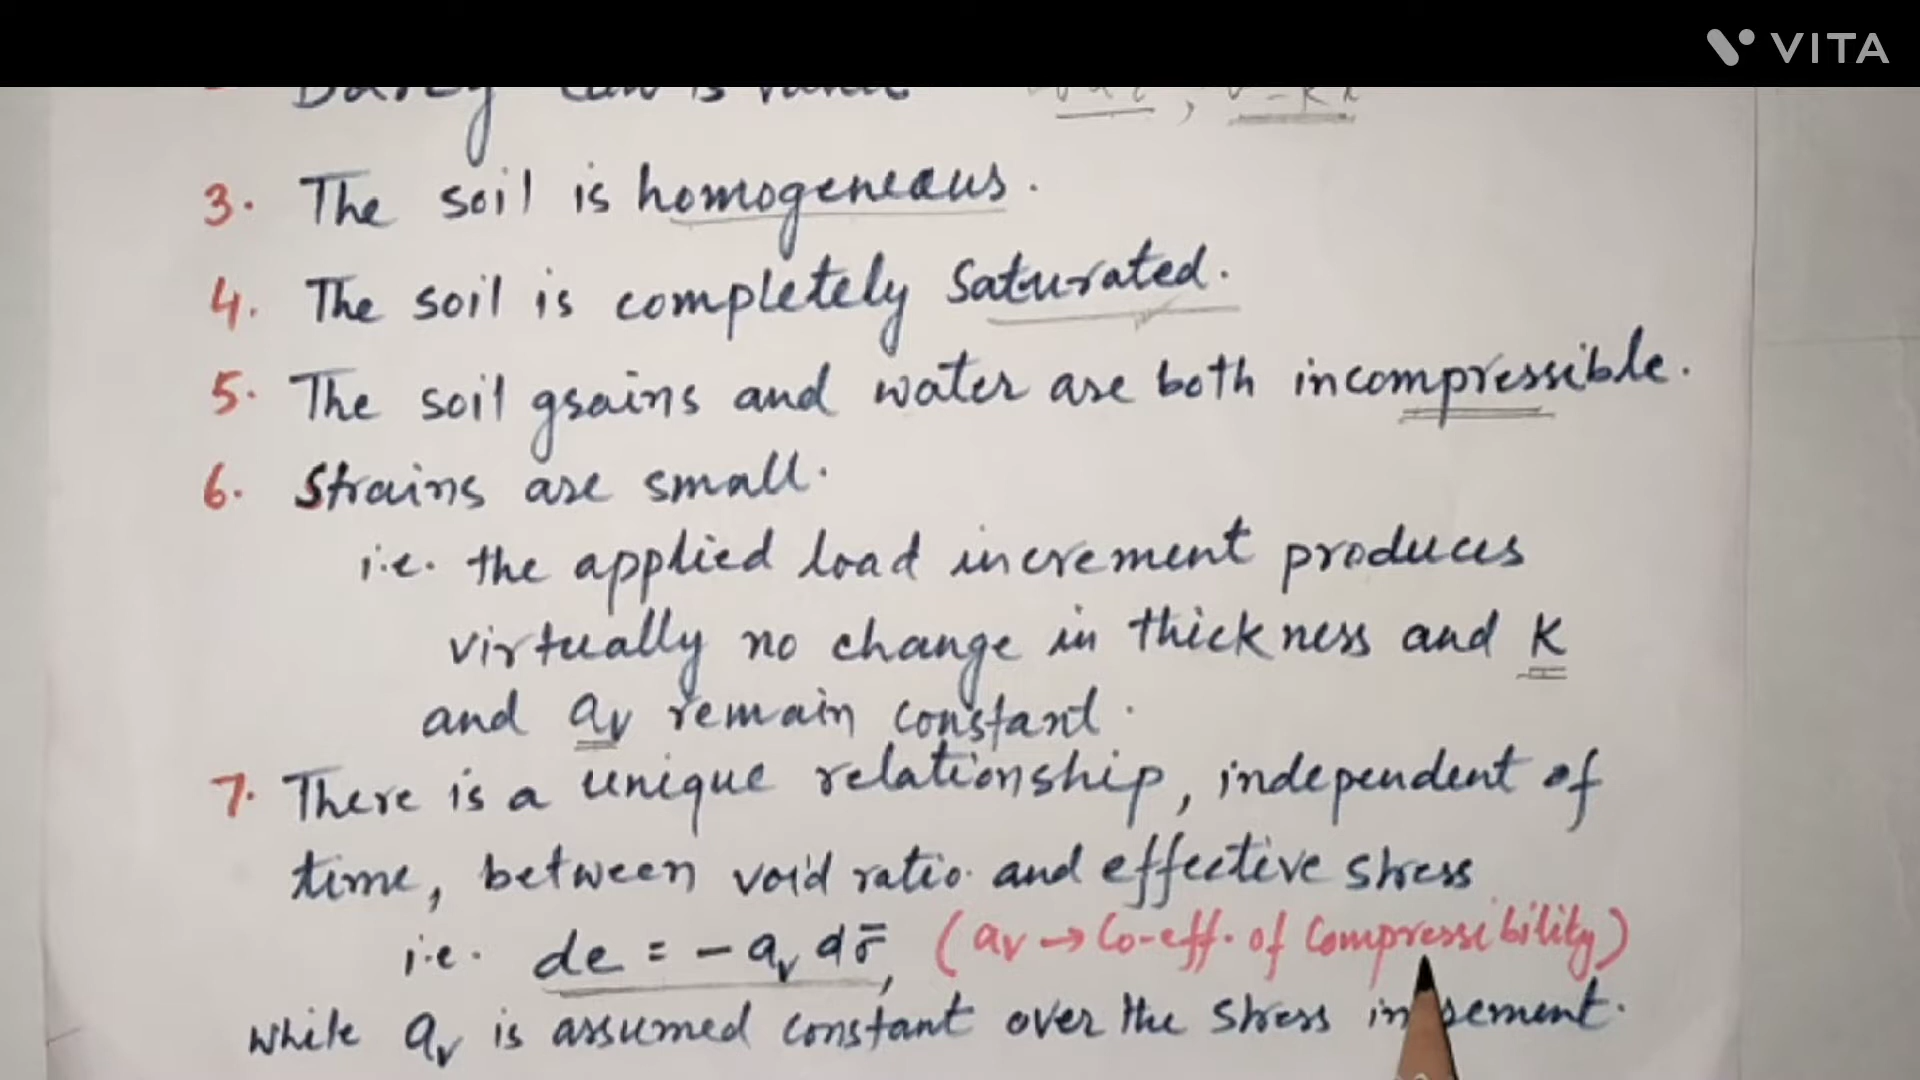 VITA
3. The soil is homogeneous.
4. The soil is completely saturated.
5. The soil grains and water are both incompressible.
6. Strains are small.
i.e. the applied load increment produces
virtually no change in thickness and K
and av remain constant.
7. There is a unique relationship, independent of
time, between void ratio and effective stress
i.e. de = - av dσ̄, (av → Co-eff. of Compressibility)
while av is assumed constant over the stress increment.